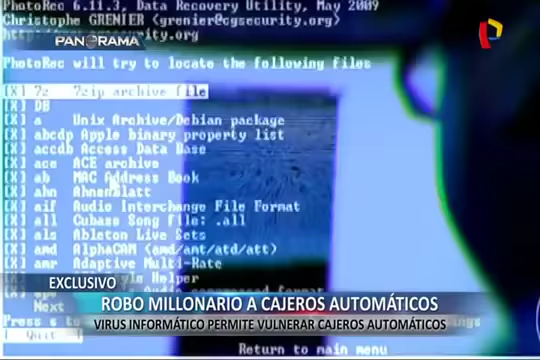 PhotoRec 6.11.3, Data Recovery Utility, May 2009
Christophe GRENIER <grenier@cgsecurity.org>
PANORAMA
PhotoRec will try to locate the following files
[X] 7z 7zip archive file
[X] DB
[X] a Unix Archive/Debian package
[X] abcdp Apple binary property list
[X] accdb Access Data Base
[X] ace ACE archive
[X] ab MAC Address Book
[X] ahn Ahnenblatt
[X] aif Audio Interchange File Format
[X] all Cubase Song file: .all
[X] als Ableton Live Sets
[X] amd AlphaCAM (amd/amt/atd/att)
[X] amr Adaptive Multi-Rate
Helper
EXCLUSIVO
ROBO MILLONARIO A CAJEROS AUTOMÁTICOS
Next
VIRUS INFORMÁTICO PERMITE VULNERAR CAJEROS AUTOMÁTICOS
Press s to
[ Quit ]
Return to main menu